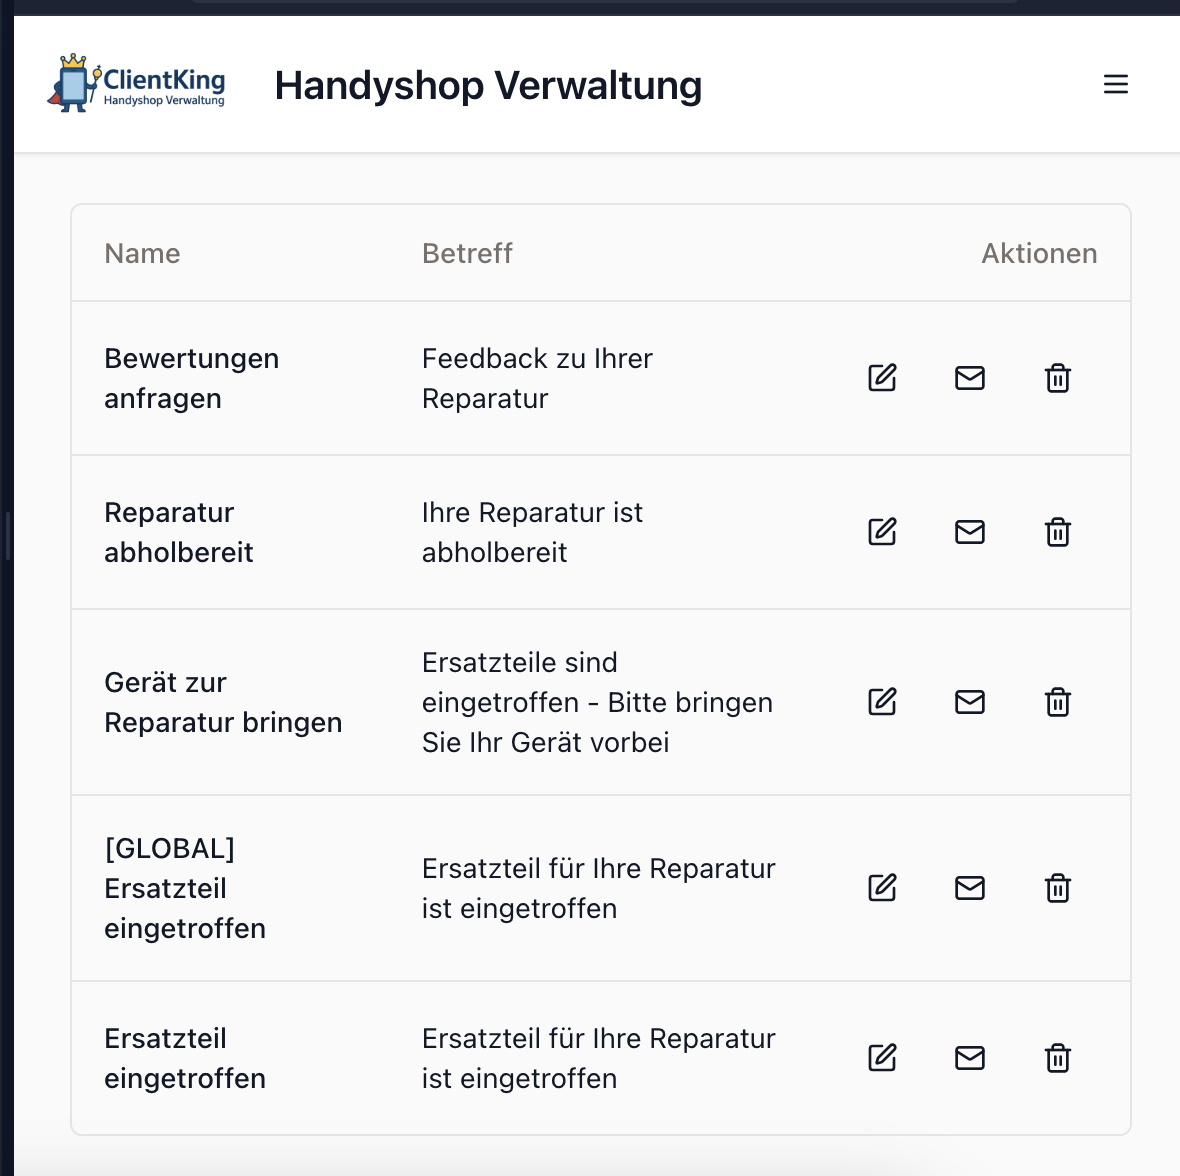 ClientKing
Handyshop Verwaltung
Handyshop Verwaltung
Name Betreff Aktionen
Bewertungen
anfragen
Feedback zu Ihrer
Reparatur
Reparatur
abholbereit
Ihre Reparatur ist
abholbereit
Gerät zur
Reparatur bringen
Ersatzteile sind
eingetroffen - Bitte bringen
Sie Ihr Gerät vorbei
[GLOBAL]
Ersatzteil
eingetroffen
Ersatzteil für Ihre Reparatur
ist eingetroffen
Ersatzteil
eingetroffen
Ersatzteil für Ihre Reparatur
ist eingetroffen